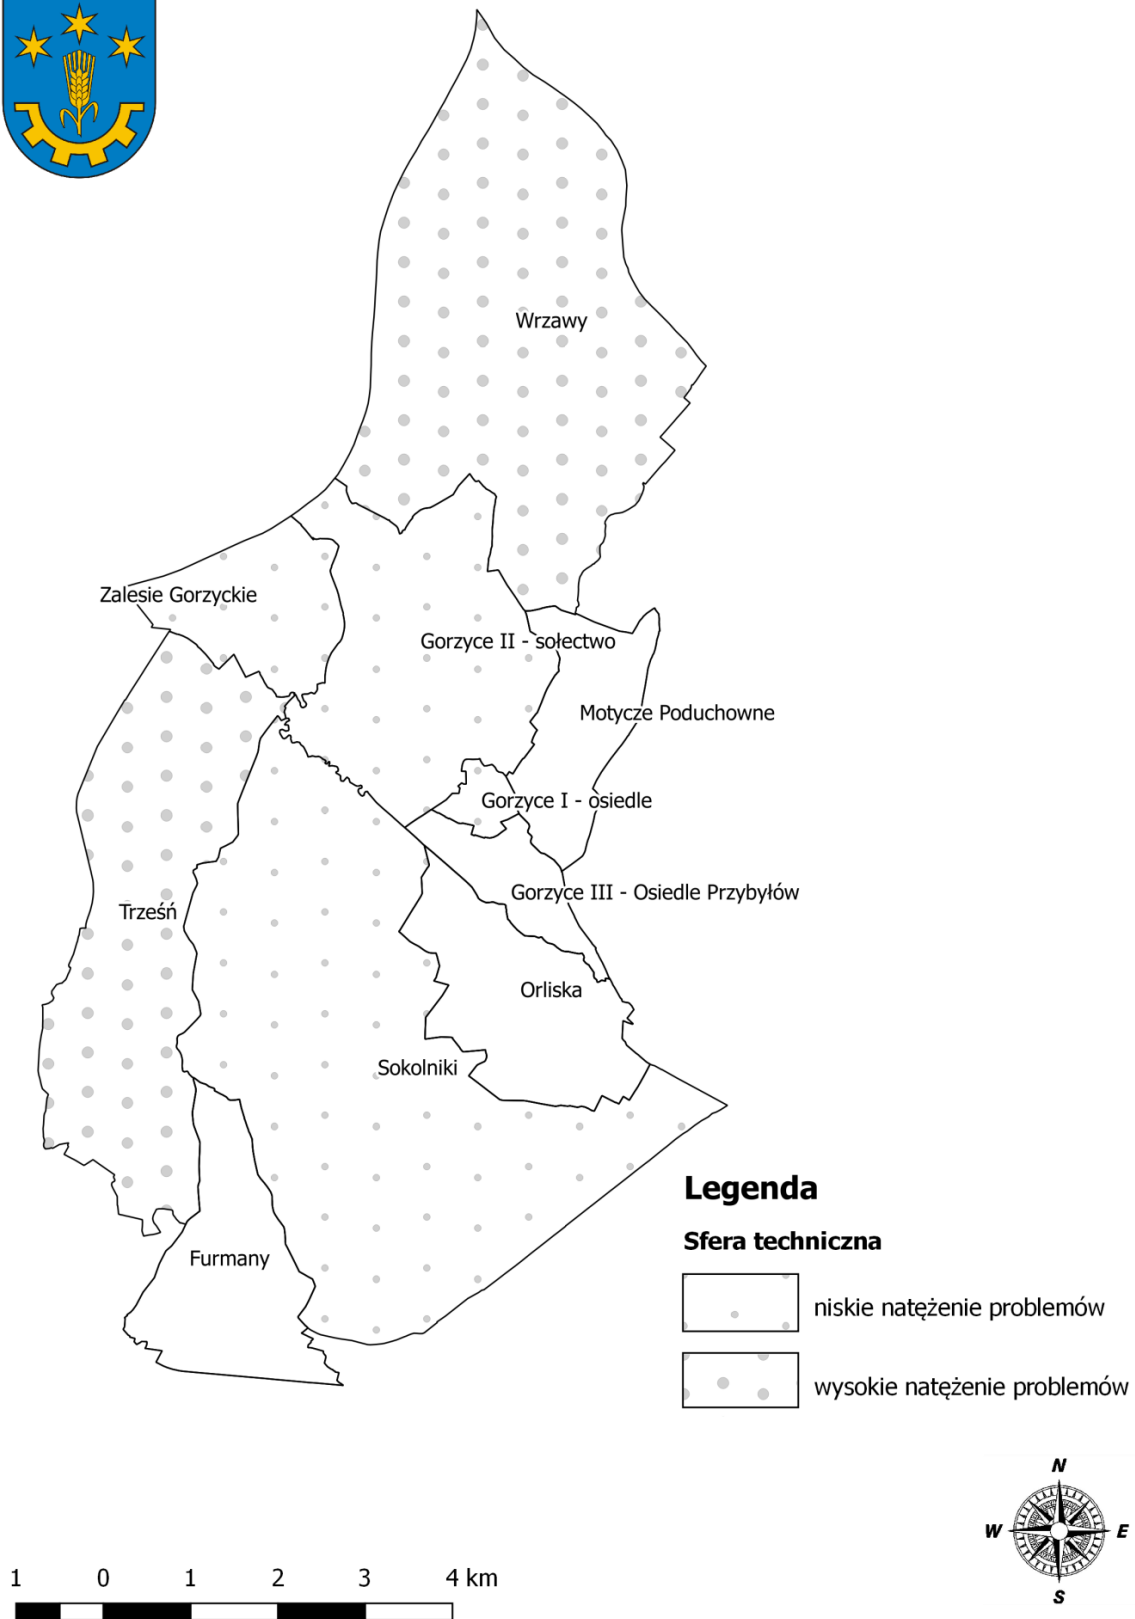 Wrzawy
Zalesie Gorzyckie
Gorzyce II - sołectwo
Motycze Poduchowne
Gorzyce I - osiedle
Gorzyce III - Osiedle Przybyłów
Trześń
Orliska
Sokolniki
Furmany
Legenda
Sfera techniczna
niskie natężenie problemów
wysokie natężenie problemów
N
W E
S
1 0 1 2 3 4 km